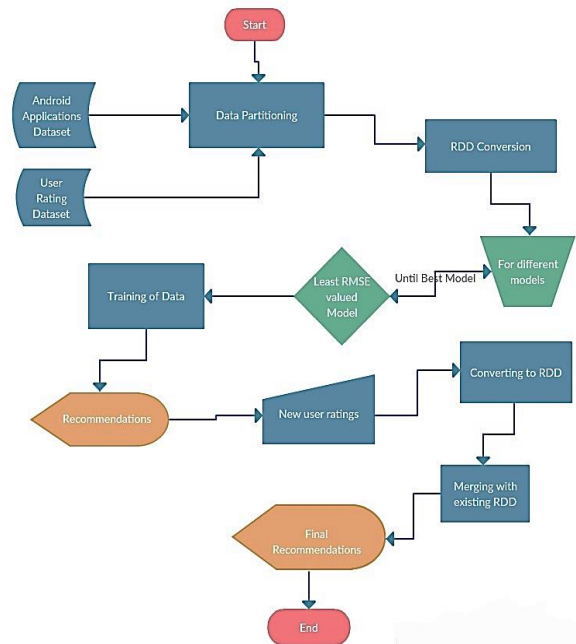 Start
Android
Applications
Dataset
Data Partitioning
RDD Conversion
User
Rating
Dataset
For different
models
Until Best Model
Least RMSE
valued
Model
Training of Data
Recommendations
New user ratings
Converting to RDD
Merging with
existing RDD
Final
Recommendations
End